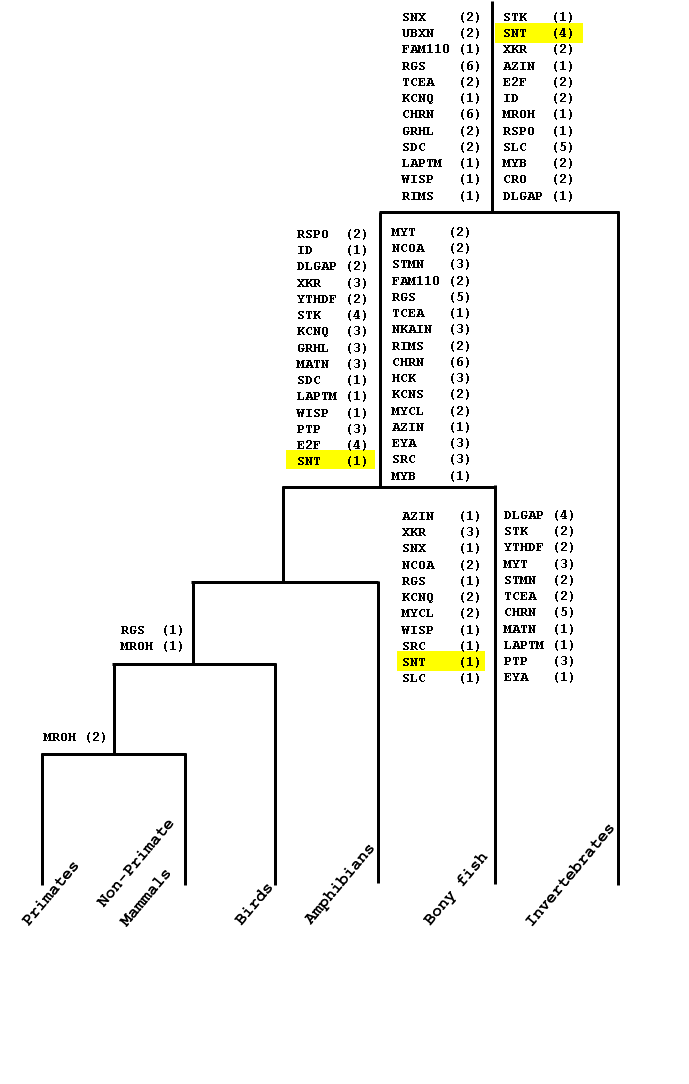 SNX (2) STK (1)
UBXN (2) SNT (4)
FAM110 (1) XKR (2)
RGS (6) AZIN (1)
TCEA (2) E2F (2)
KCNQ (1) ID (2)
CHRN (6) MROH (1)
GRHL (2) RSPO (1)
SDC (2) SLC (5)
LAPTM (1) MYB (2)
WISP (1) CRO (2)
RIMS (1) DLGAP (1)
RSPO (2) MYT (2)
ID (1) NCOA (2)
DLGAP (2) STMN (3)
XKR (3) FAM110 (2)
YTHDF (2) RGS (5)
STK (4) TCEA (1)
KCNQ (3) NKAIN (3)
GRHL (3) RIMS (2)
MATN (3) CHRN (6)
SDC (1) HCK (3)
LAPTM (1) KCNS (2)
WISP (1) MYCL (2)
PTP (3) AZIN (1)
E2F (4) EYA (3)
SNT (1) SRC (3)
MYB (1)
AZIN (1) DLGAP (4)
XKR (3) STK (2)
SNX (1) YTHDF (2)
NCOA (2) MYT (3)
RGS (1) STMN (2)
KCNQ (2) TCEA (2)
MYCL (2) CHRN (5)
WISP (1) MATN (1)
SRC (1) LAPTM (1)
SNT (1) PTP (3)
SLC (1) EYA (1)
RGS (1)
MROH (1)
MROH (2)
Primates
Non-Primate
Mammals
Birds
Amphibians
Bony fish
Invertebrates